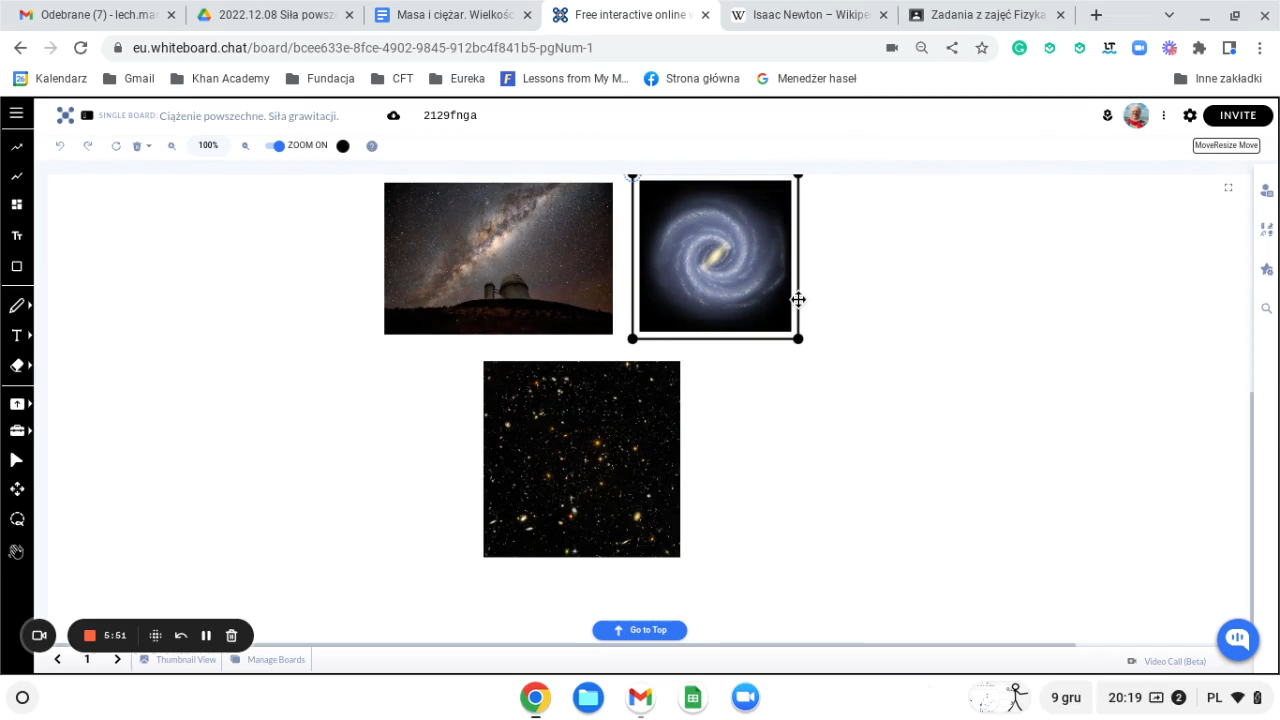 Odebrane (7) - lech.mar
2022.12.08 Siła powsz
Masa i ciężar. Wielkośc
Free interactive online w
Isaac Newton – Wikipe
Zadania z zajęć Fizyka
eu.whiteboard.chat/board/bcee633e-8fce-4902-9845-912bc4f841b5-pgNum-1
Kalendarz Gmail Khan Academy Fundacja CFT Eureka Lessons from My M... Strona główna Menedżer haseł Inne zakładki
SINGLE BOARD: Ciążenie powszechne. Siła grawitacji. 2129fnga INVITE
100% ZOOM ON MoveResize Move
5:51
Go to Top
1 Thumbnail View Manage Boards Video Call (Beta)
9 gru 20:19 2 PL